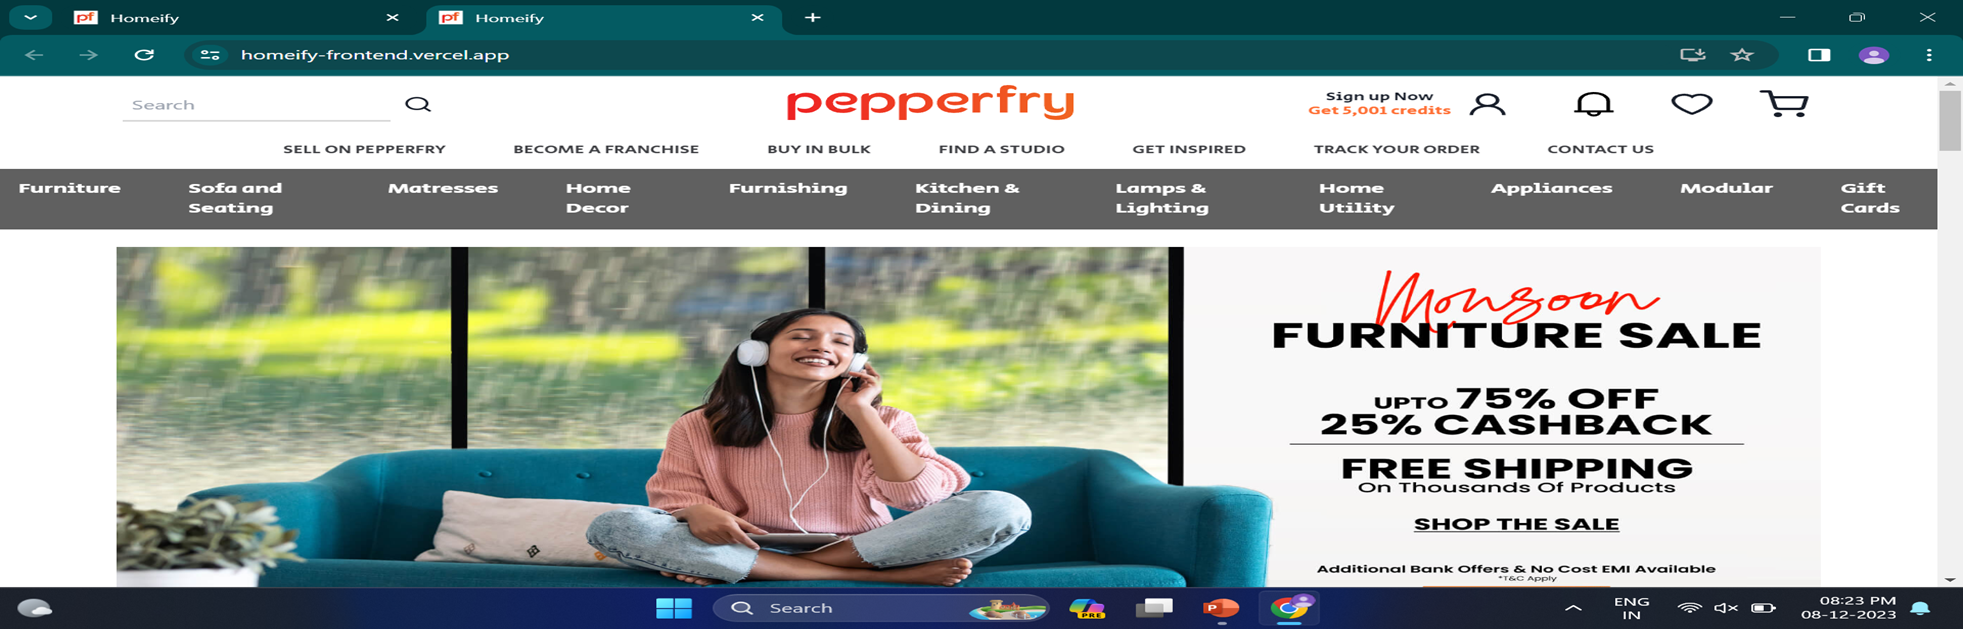 Homeify
Homeify
homeify-frontend.vercel.app
Search
pepperfry
Sign up Now
Get 5,001 credits
SELL ON PEPPERFRY BECOME A FRANCHISE BUY IN BULK FIND A STUDIO GET INSPIRED TRACK YOUR ORDER CONTACT US
Furniture Sofa and Seating Matresses Home Decor Furnishing Kitchen & Dining Lamps & Lighting Home Utility Appliances Modular Gift Cards
Monsoon
FURNITURE SALE
UPTO 75% OFF
25% CASHBACK
FREE SHIPPING
On Thousands Of Products
SHOP THE SALE
Additional Bank Offers & No Cost EMI Available
*T&C Apply
Search
PRE
P
ENG
IN
08:23 PM
08-12-2023